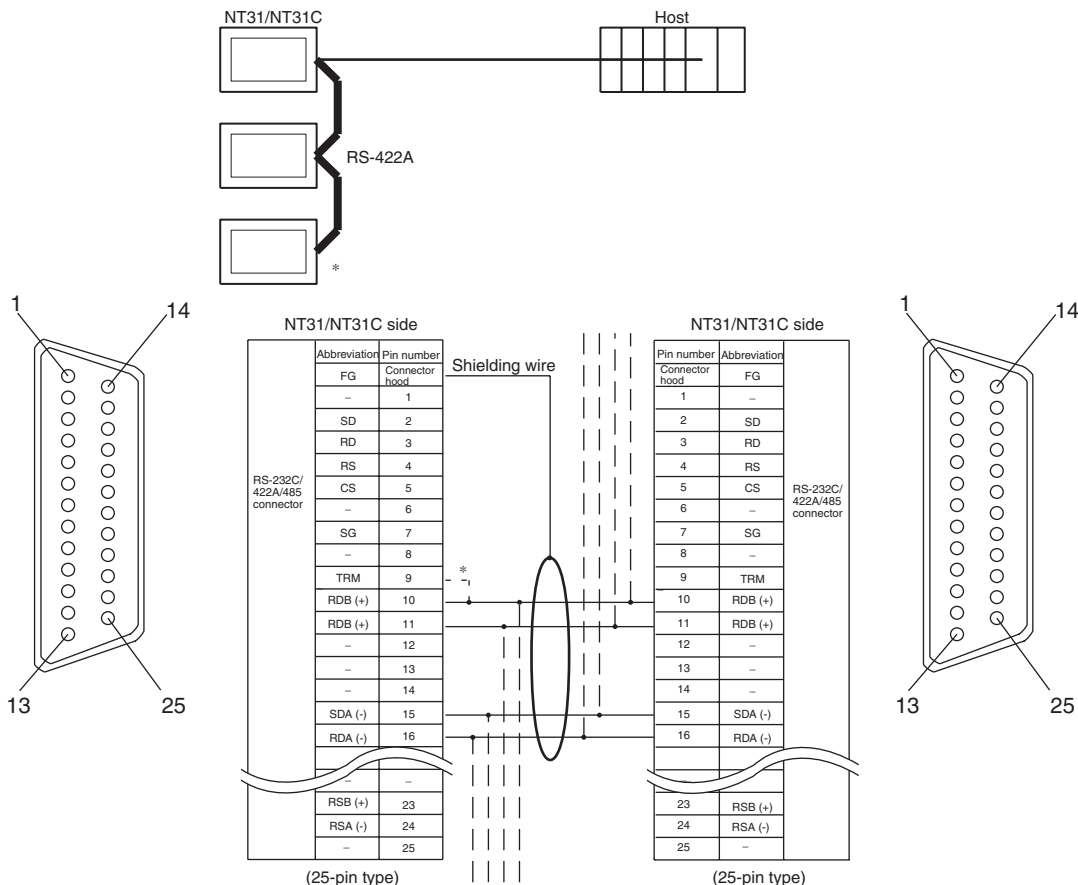 NT31/NT31C
Host
RS-422A
*
1
14
13
25
NT31/NT31C side
RS-232C/
422A/485
connector
Abbreviation Pin number
FG Connector hood
– 1
SD 2
RD 3
RS 4
CS 5
– 6
SG 7
– 8
TRM 9
RDB (+) 10
RDB (+) 11
– 12
– 13
– 14
SDA (-) 15
RDA (-) 16
– –
RSB (+) 23
RSA (-) 24
– 25
(25-pin type)
Shielding wire
*
NT31/NT31C side
Pin number Abbreviation
Connector hood FG
1 –
2 SD
3 RD
4 RS
5 CS
6 –
7 SG
8 –
9 TRM
10 RDB (+)
11 RDB (+)
12 –
13 –
14 –
15 SDA (-)
16 RDA (-)
–
23 RSB (+)
24 RSA (-)
25 –
RS-232C/
422A/485
connector
(25-pin type)
1
14
13
25